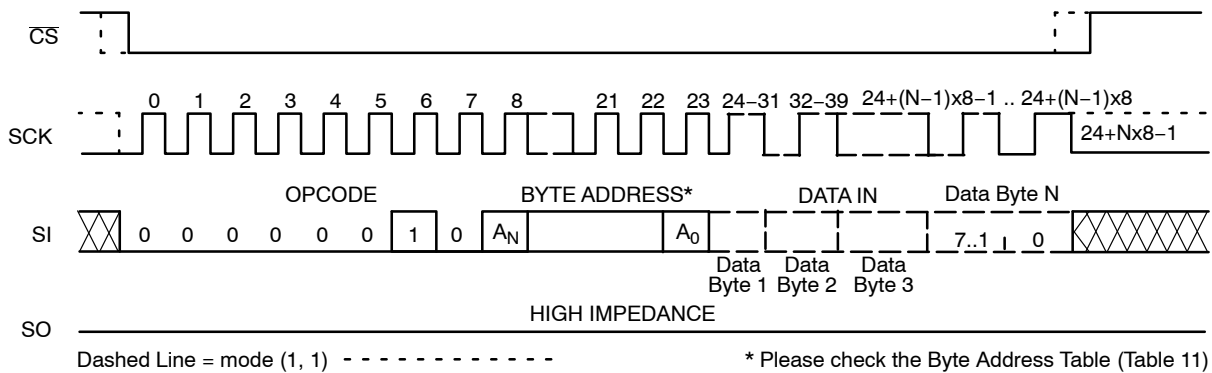 CS
0 1 2 3 4 5 6 7 8 21 22 23 24−31 32−39 24+(N−1)x8−1 .. 24+(N−1)x8
SCK
24+Nx8−1
OPCODE BYTE ADDRESS* DATA IN Data Byte N
SI 0 0 0 0 0 0 1 0 AN A0 7..1 0
Data Byte 1
Data Byte 2
Data Byte 3
HIGH IMPEDANCE
SO
Dashed Line = mode (1, 1)
* Please check the Byte Address Table (Table 11)